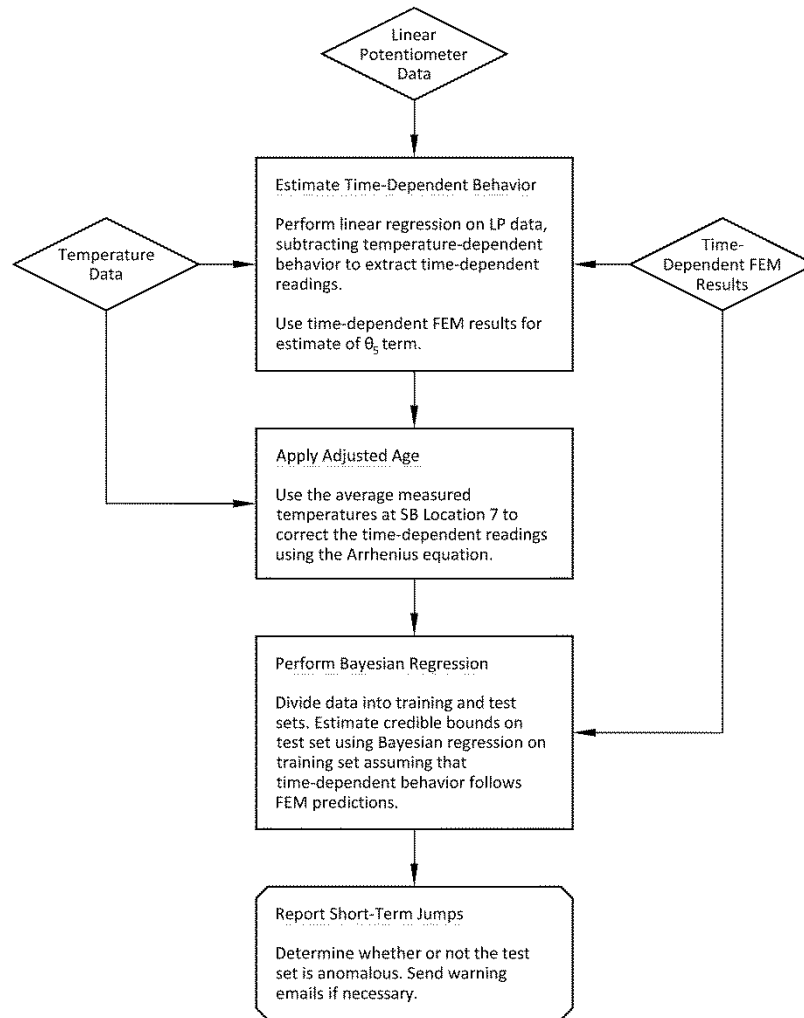 Linear
Potentiometer
Data
Estimate Time-Dependent Behavior
Perform linear regression on LP data,
subtracting temperature-dependent
behavior to extract time-dependent
readings.
Use time-dependent FEM results for
estimate of θ₅ term.
Temperature
Data
Time-
Dependent FEM
Results
Apply Adjusted Age
Use the average measured
temperatures at SB Location 7 to
correct the time-dependent readings
using the Arrhenius equation.
Perform Bayesian Regression
Divide data into training and test
sets. Estimate credible bounds on
test set using Bayesian regression on
training set assuming that
time-dependent behavior follows
FEM predictions.
Report Short-Term Jumps
Determine whether or not the test
set is anomalous. Send warning
emails if necessary.